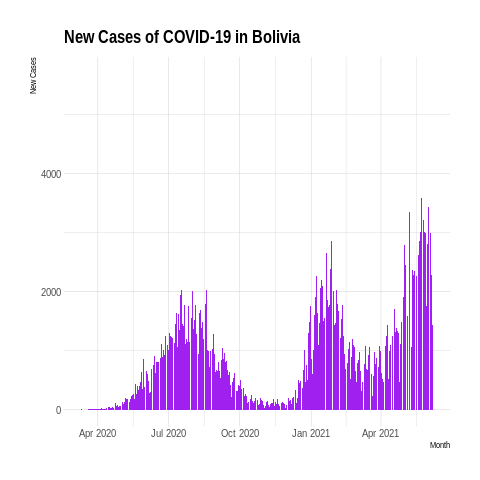 New Cases of COVID-19 in Bolivia
New Cases
4000
2000
0
Apr 2020 Jul 2020 Oct 2020 Jan 2021 Apr 2021
Month